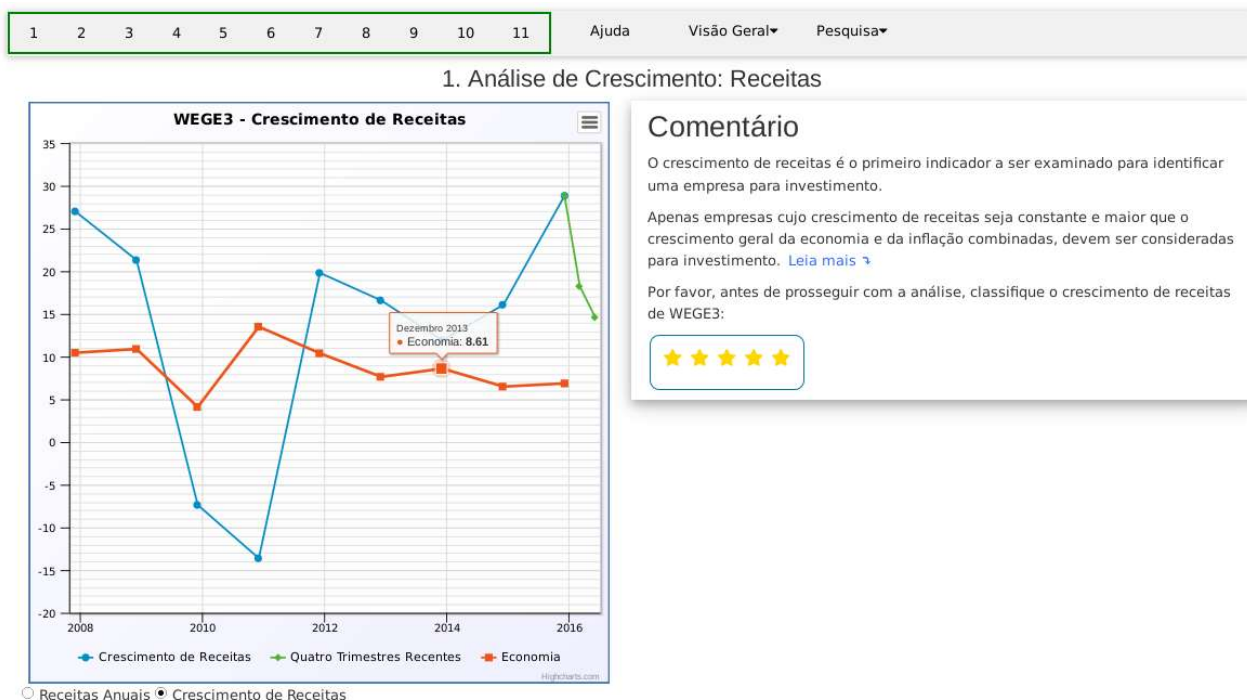 1 2 3 4 5 6 7 8 9 10 11 Ajuda Visão Geral▾ Pesquisa▾
1. Análise de Crescimento: Receitas
WEGE3 - Crescimento de Receitas
35
30
25
20
15
10
5
0
-5
-10
-15
-20
Dezembro 2013
● Economia: 8.61
2008 2010 2012 2014 2016
Crescimento de Receitas Quatro Trimestres Recentes Economia
Highcharts.com
Receitas Anuais Crescimento de Receitas
Comentário
O crescimento de receitas é o primeiro indicador a ser examinado para identificar
uma empresa para investimento.
Apenas empresas cujo crescimento de receitas seja constante e maior que o
crescimento geral da economia e da inflação combinadas, devem ser consideradas
para investimento. Leia mais ↴
Por favor, antes de prosseguir com a análise, classifique o crescimento de receitas
de WEGE3: